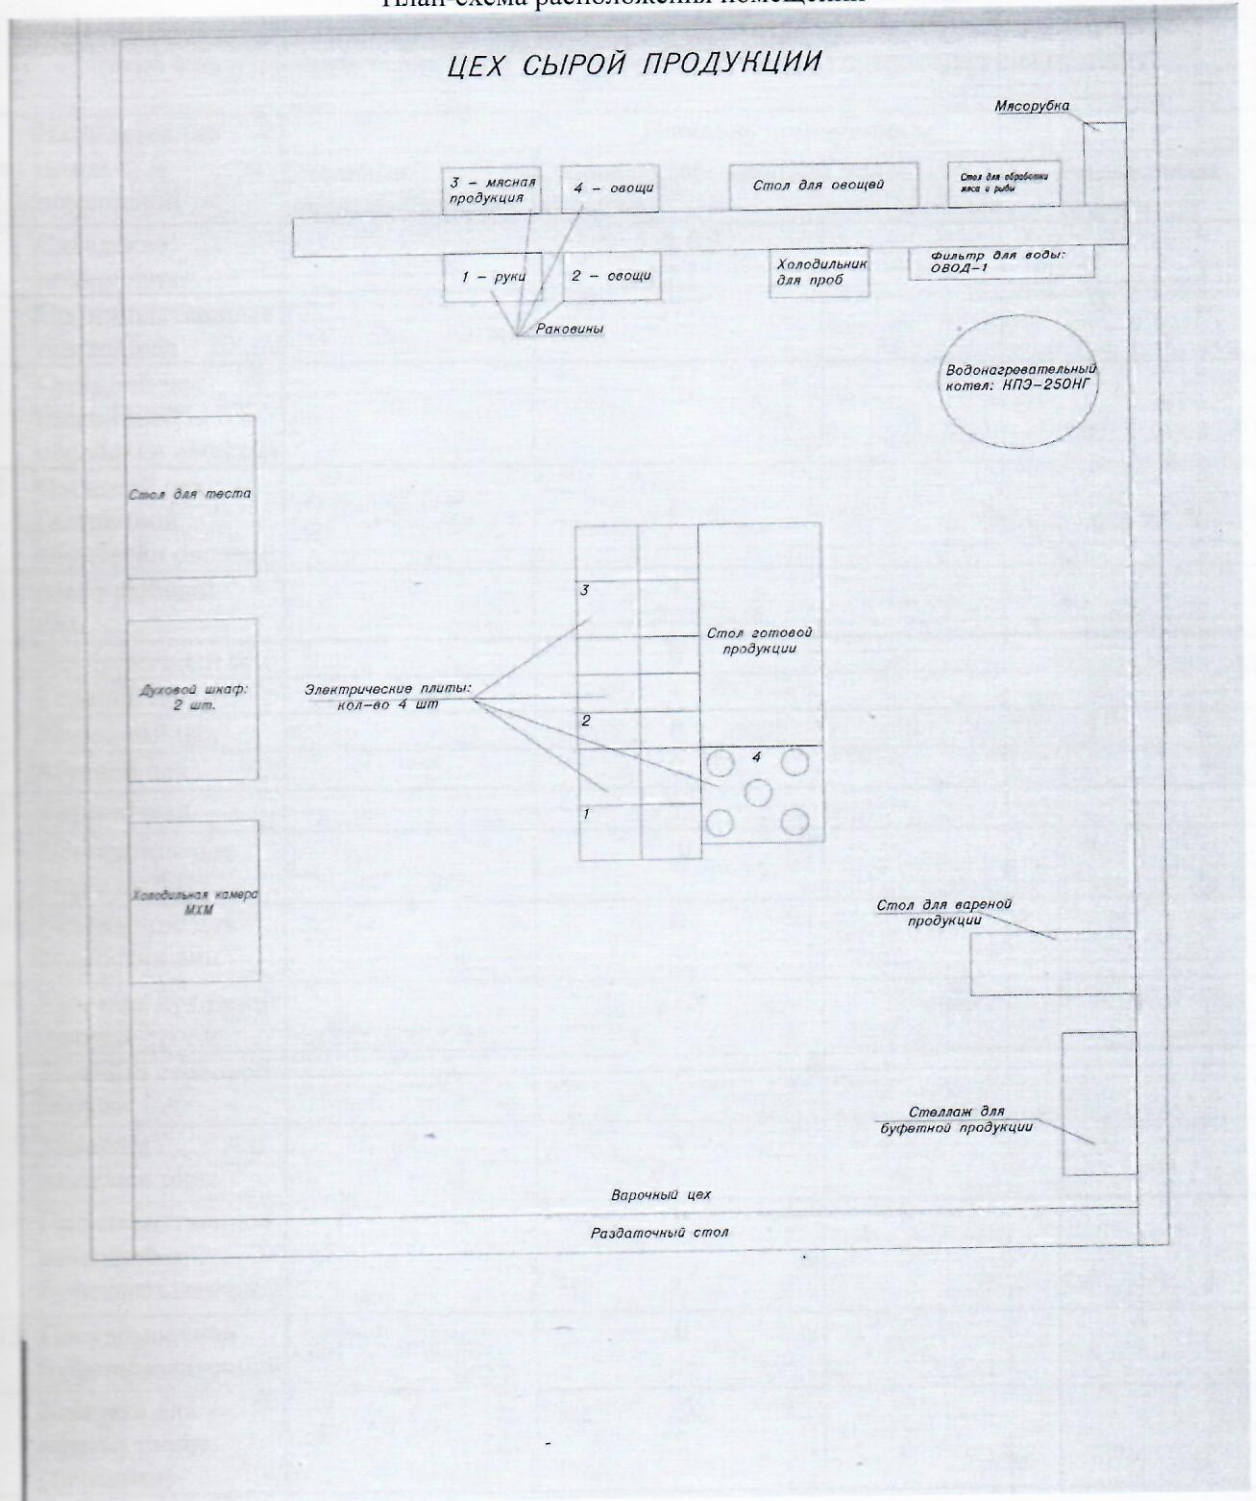 План-схема расположения помещений
ЦЕХ СЫРОЙ ПРОДУКЦИИ
Мясорубка
3 - мясная
продукция
4 - овощи
Стол для овощей
Стол для обработки
мяса и рыбы
1 - руки
2 - овощи
Холодильник
для проб
Фильтр для воды:
ОВОД-1
Раковины
Водонагревательный
котел: КПЭ-250НГ
Стол для теста
3
Стол готовой
продукции
Духовой шкаф:
2 шт.
Электрические плиты:
кол-во 4 шт
2
4
1
Холодильная камера
МХМ
Стол для вареной
продукции
Стеллаж для
буфетной продукции
Варочный цех
Раздаточный стол